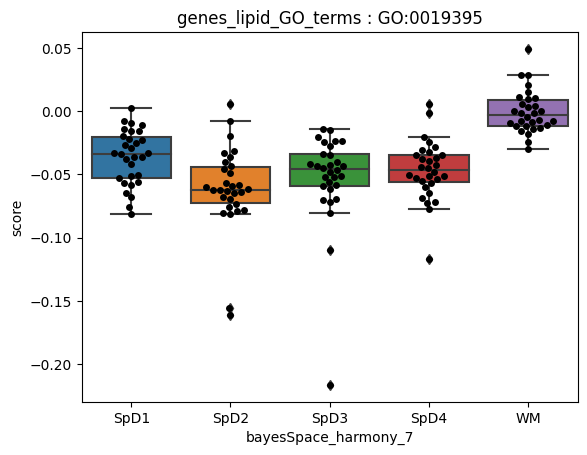 genes_lipid_GO_terms : GO:0019395
0.05
0.00
−0.05
−0.10
−0.15
−0.20
score
SpD1 SpD2 SpD3 SpD4 WM
bayesSpace_harmony_7